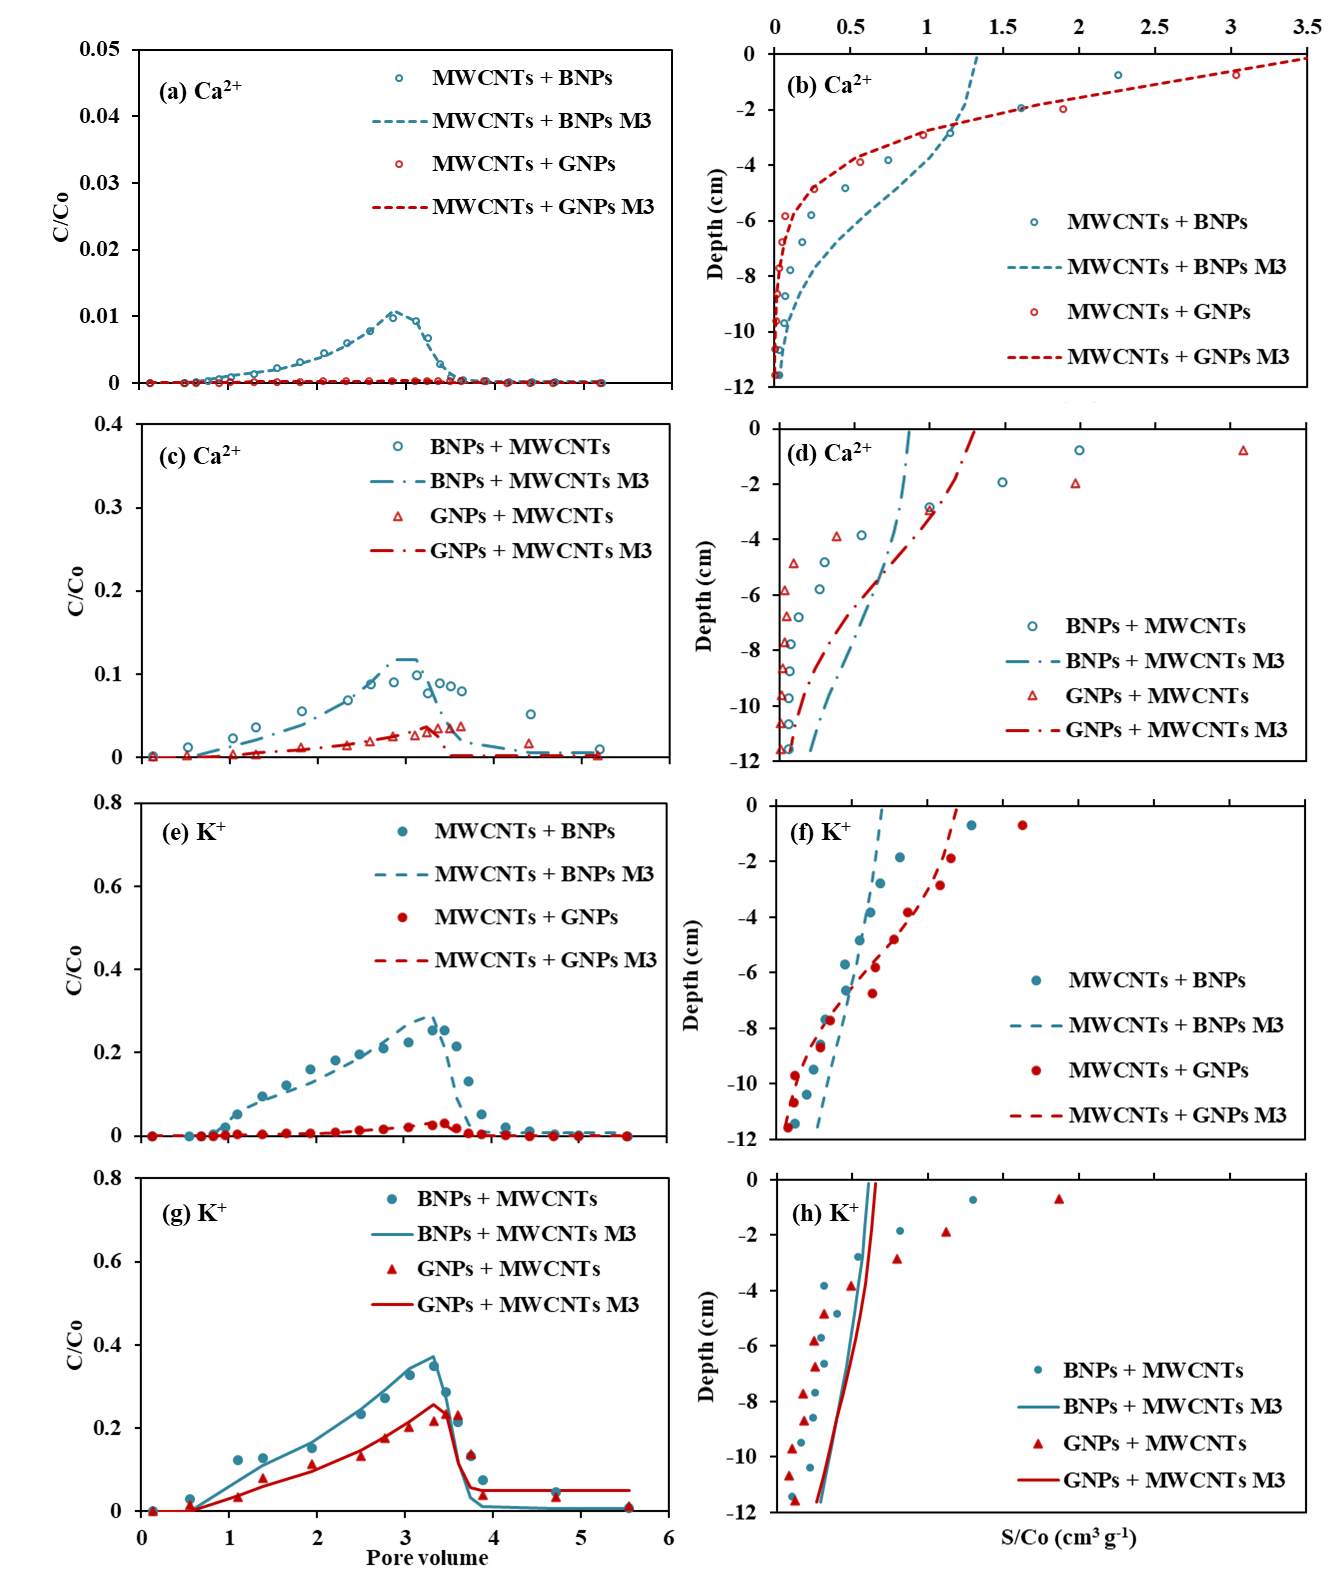 0 0.5 1 1.5 2 2.5 3 3.5
0.05
0.04
0.03
0.02
0.01
0
C/Co
(a) Ca²⁺
MWCNTs + BNPs
MWCNTs + BNPs M3
MWCNTs + GNPs
MWCNTs + GNPs M3
0
-2
-4
-6
-8
-10
-12
Depth (cm)
(b) Ca²⁺
MWCNTs + BNPs
MWCNTs + BNPs M3
MWCNTs + GNPs
MWCNTs + GNPs M3
0.4
0.3
0.2
0.1
0
C/Co
(c) Ca²⁺
BNPs + MWCNTs
BNPs + MWCNTs M3
GNPs + MWCNTs
GNPs + MWCNTs M3
0
-2
-4
-6
-8
-10
-12
Depth (cm)
(d) Ca²⁺
BNPs + MWCNTs
BNPs + MWCNTs M3
GNPs + MWCNTs
GNPs + MWCNTs M3
0.8
0.6
0.4
0.2
0
C/Co
(e) K⁺
MWCNTs + BNPs
MWCNTs + BNPs M3
MWCNTs + GNPs
MWCNTs + GNPs M3
0
-2
-4
-6
-8
-10
-12
Depth (cm)
(f) K⁺
MWCNTs + BNPs
MWCNTs + BNPs M3
MWCNTs + GNPs
MWCNTs + GNPs M3
0.8
0.6
0.4
0.2
0
C/Co
(g) K⁺
BNPs + MWCNTs
BNPs + MWCNTs M3
GNPs + MWCNTs
GNPs + MWCNTs M3
0 1 2 3 4 5 6
Pore volume
0
-2
-4
-6
-8
-10
-12
Depth (cm)
(h) K⁺
BNPs + MWCNTs
BNPs + MWCNTs M3
GNPs + MWCNTs
GNPs + MWCNTs M3
S/Co (cm³ g⁻¹)